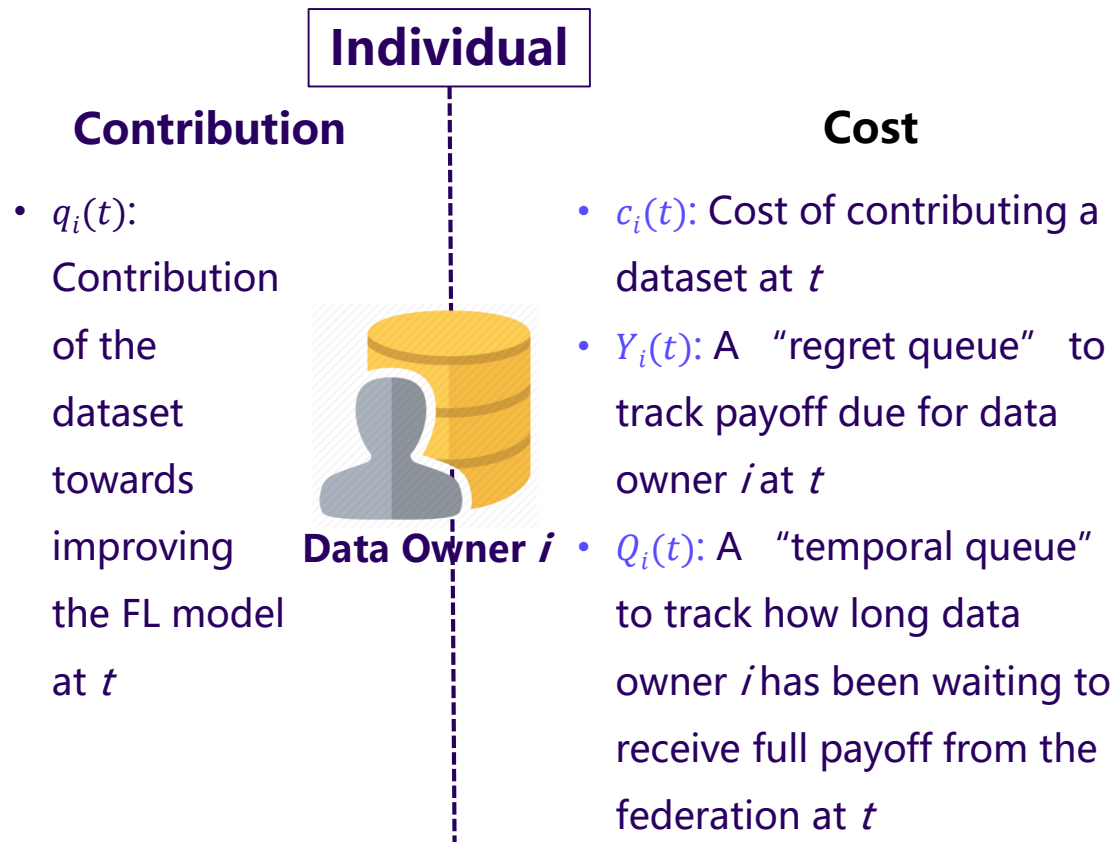 Individual
Contribution
• qᵢ(t):
Contribution
of the
dataset
towards
improving
the FL model
at t
Data Owner i
Cost
• cᵢ(t): Cost of contributing a
dataset at t
• Yᵢ(t): A “regret queue” to
track payoff due for data
owner i at t
• Qᵢ(t): A “temporal queue”
to track how long data
owner i has been waiting to
receive full payoff from the
federation at t